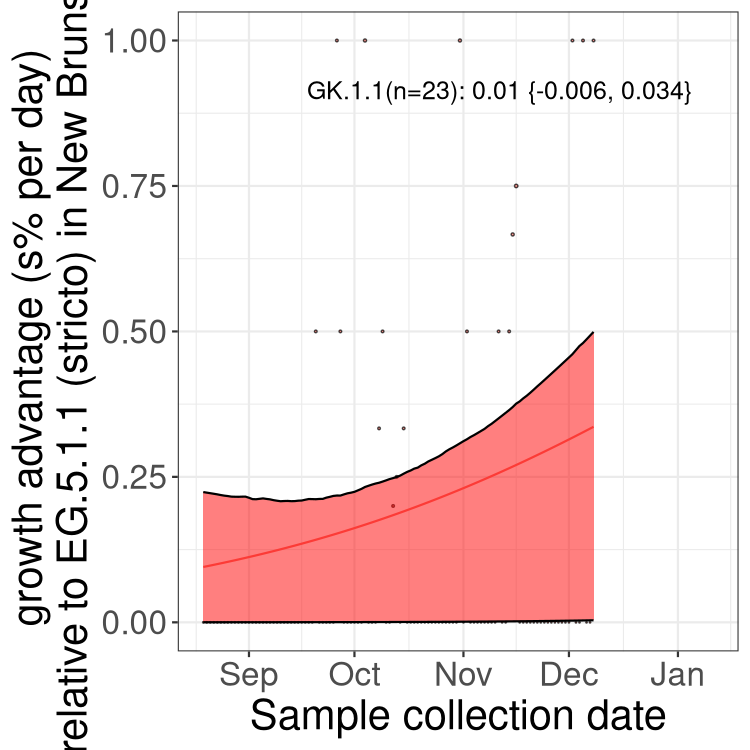 growth advantage (s% per day)
relative to EG.5.1.1 (stricto) in New Bruns
1.00
0.75
0.50
0.25
0.00
GK.1.1(n=23): 0.01 {-0.006, 0.034}
Sep Oct Nov Dec Jan
Sample collection date